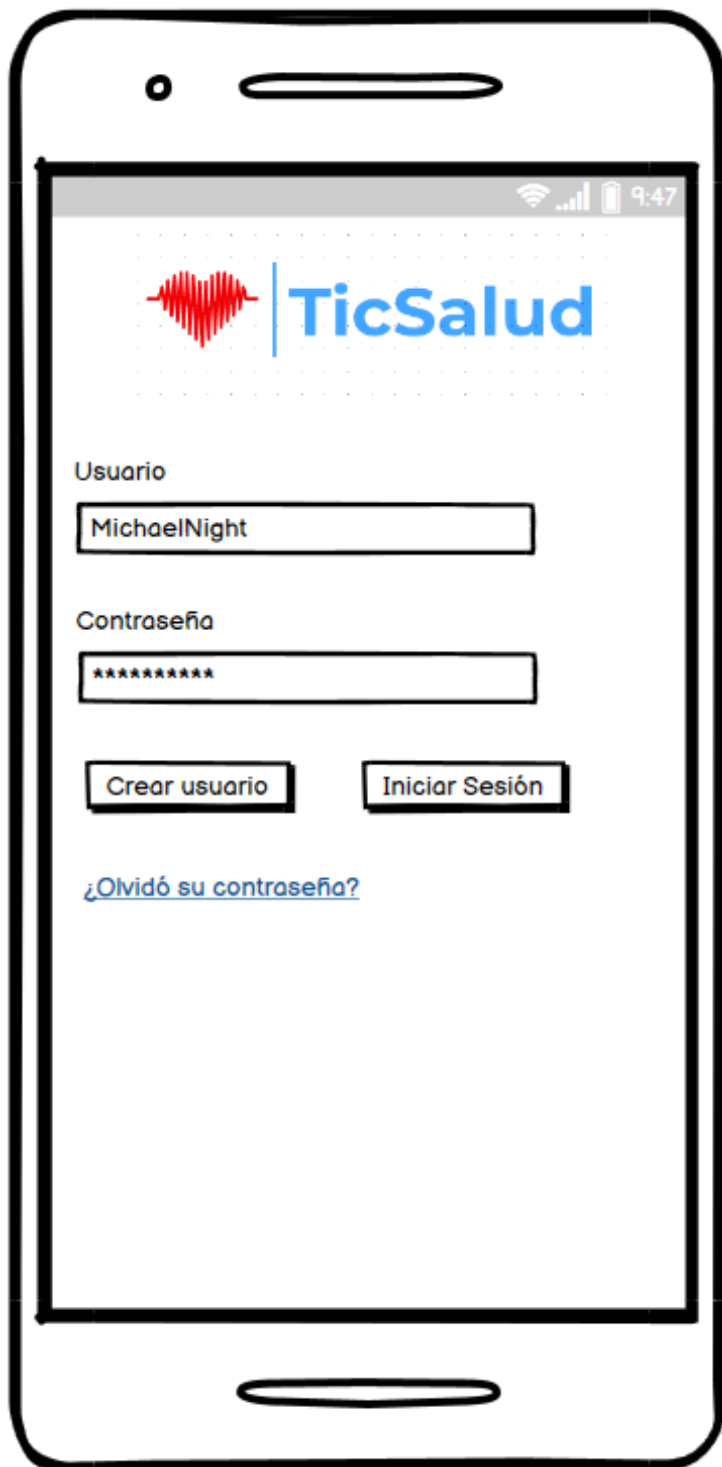 9:47
TicSalud
Usuario
MichaelNight
Contraseña
**********
Crear usuario Iniciar Sesión
¿Olvidó su contraseña?